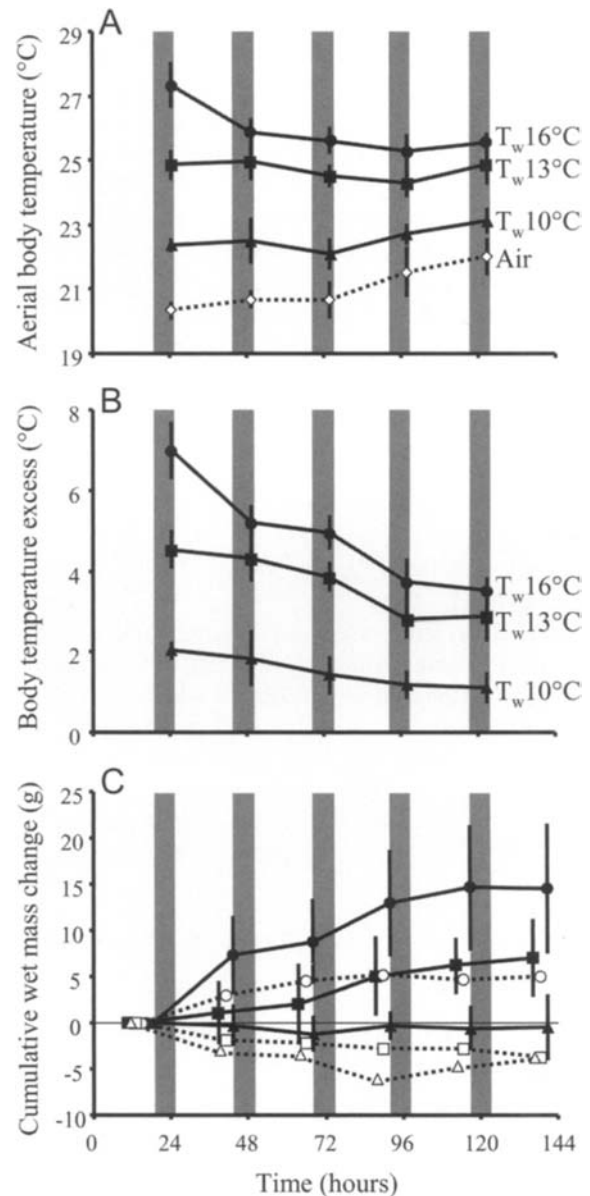 A
Aerial body temperature (°C)
29
27
25
23
21
19
Tw16°C
Tw13°C
Tw10°C
Air
B
Body temperature excess (°C)
8
6
4
2
0
Tw16°C
Tw13°C
Tw10°C
C
Cumulative wet mass change (g)
25
20
15
10
5
0
-5
-10
0 24 48 72 96 120 144
Time (hours)